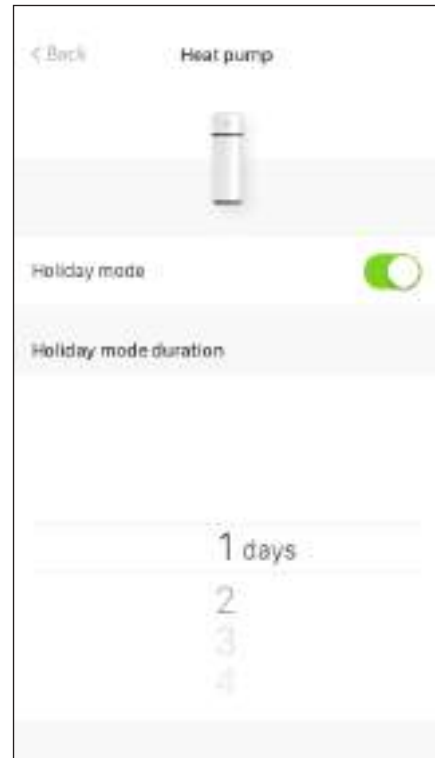 < Back Heat pump
Holiday mode
Holiday mode duration
1 days
2
3
4